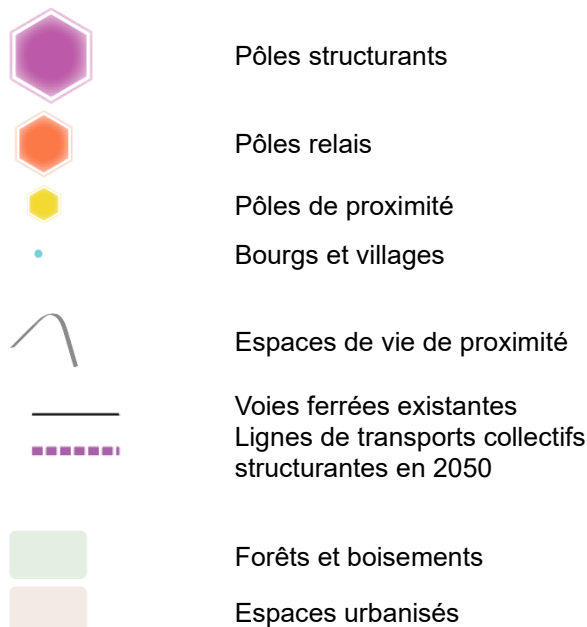 Pôles structurants
Pôles relais
Pôles de proximité
Bourgs et villages
Espaces de vie de proximité
Voies ferrées existantes
Lignes de transports collectifs
structurantes en 2050
Forêts et boisements
Espaces urbanisés